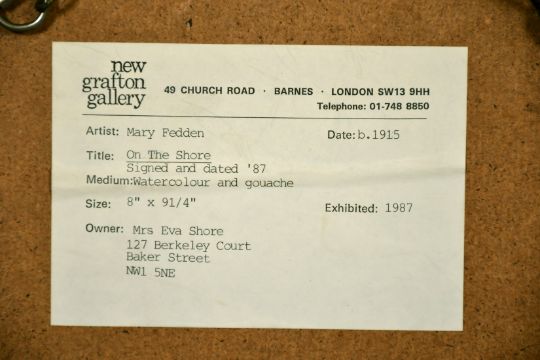 new
grafton
gallery
49 CHURCH ROAD · BARNES · LONDON SW13 9HH
Telephone: 01-748 8850
Artist: Mary Fedden Date: b.1915
Title: On The Shore
Signed and dated '87
Medium: Watercolour and gouache
Size: 8" x 91/4" Exhibited: 1987
Owner: Mrs Eva Shore
127 Berkeley Court
Baker Street
NW1 5NE